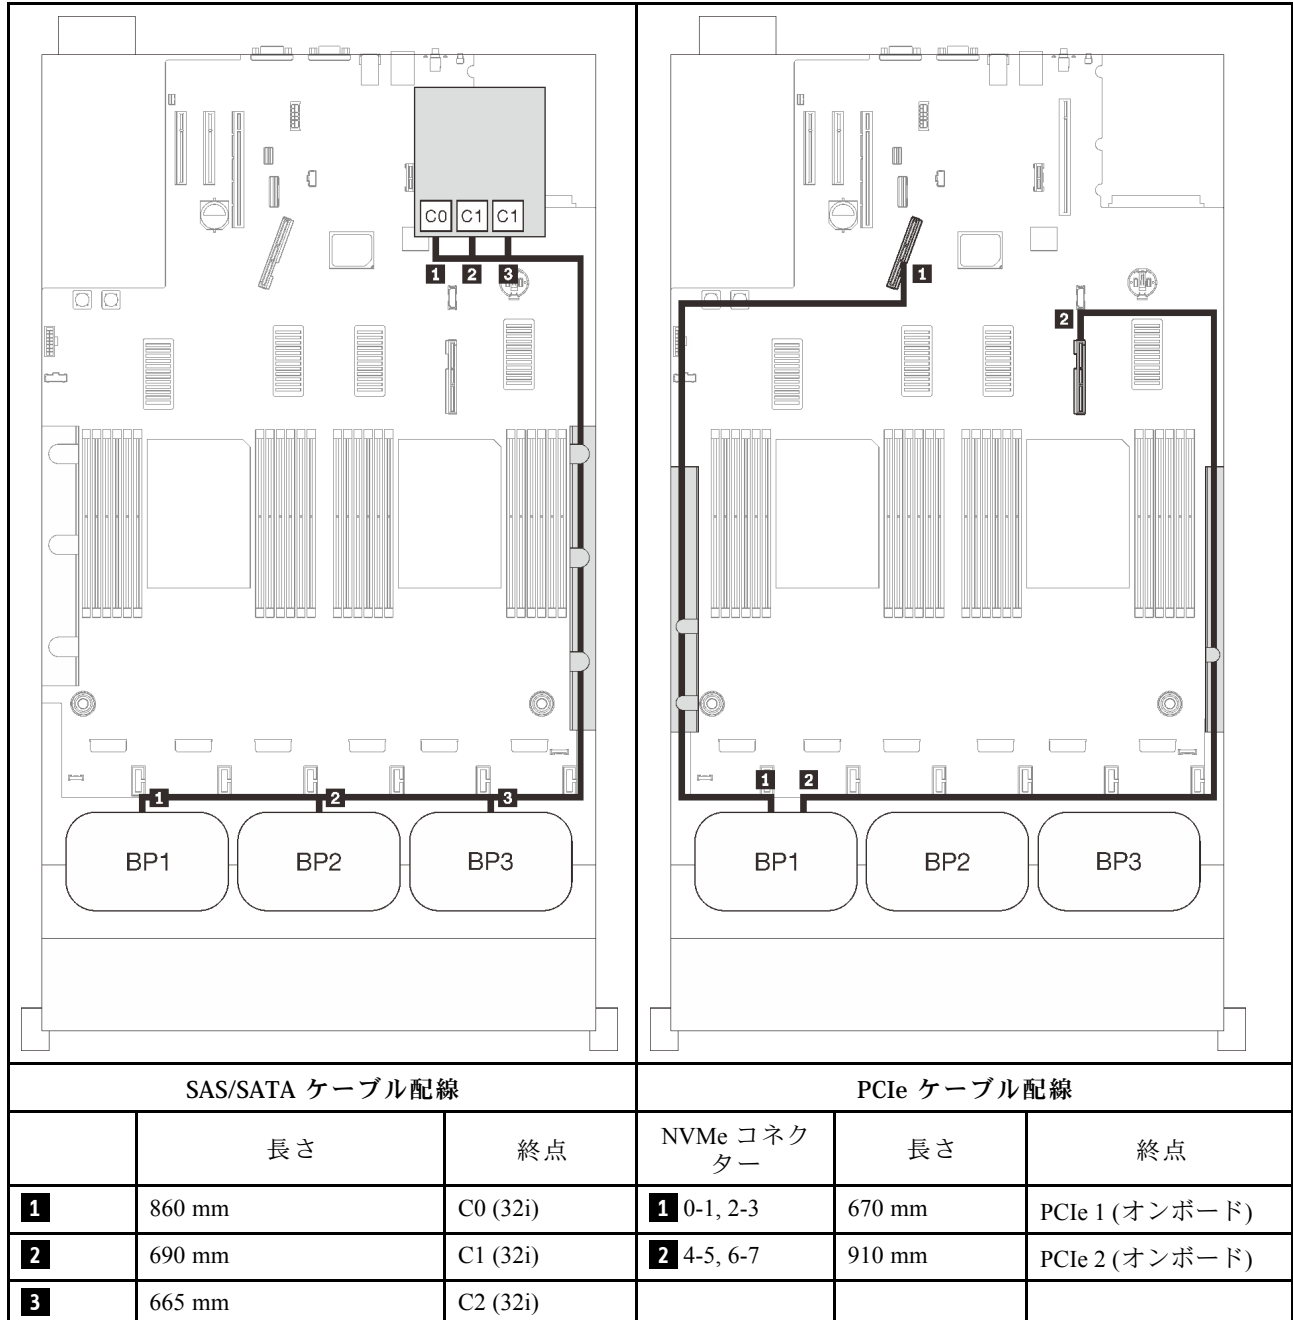 C0 C1 C1
1 2 3
1 2 3
BP1 BP2 BP3
1
2
1 2
BP1 BP2 BP3
SAS/SATA ケーブル配線
PCIe ケーブル配線
長さ 終点
NVMe コネク
ター
長さ 終点
1 860 mm C0 (32i) 1 0-1, 2-3 670 mm PCIe 1 (オンボード)
2 690 mm C1 (32i) 2 4-5, 6-7 910 mm PCIe 2 (オンボード)
3 665 mm C2 (32i)